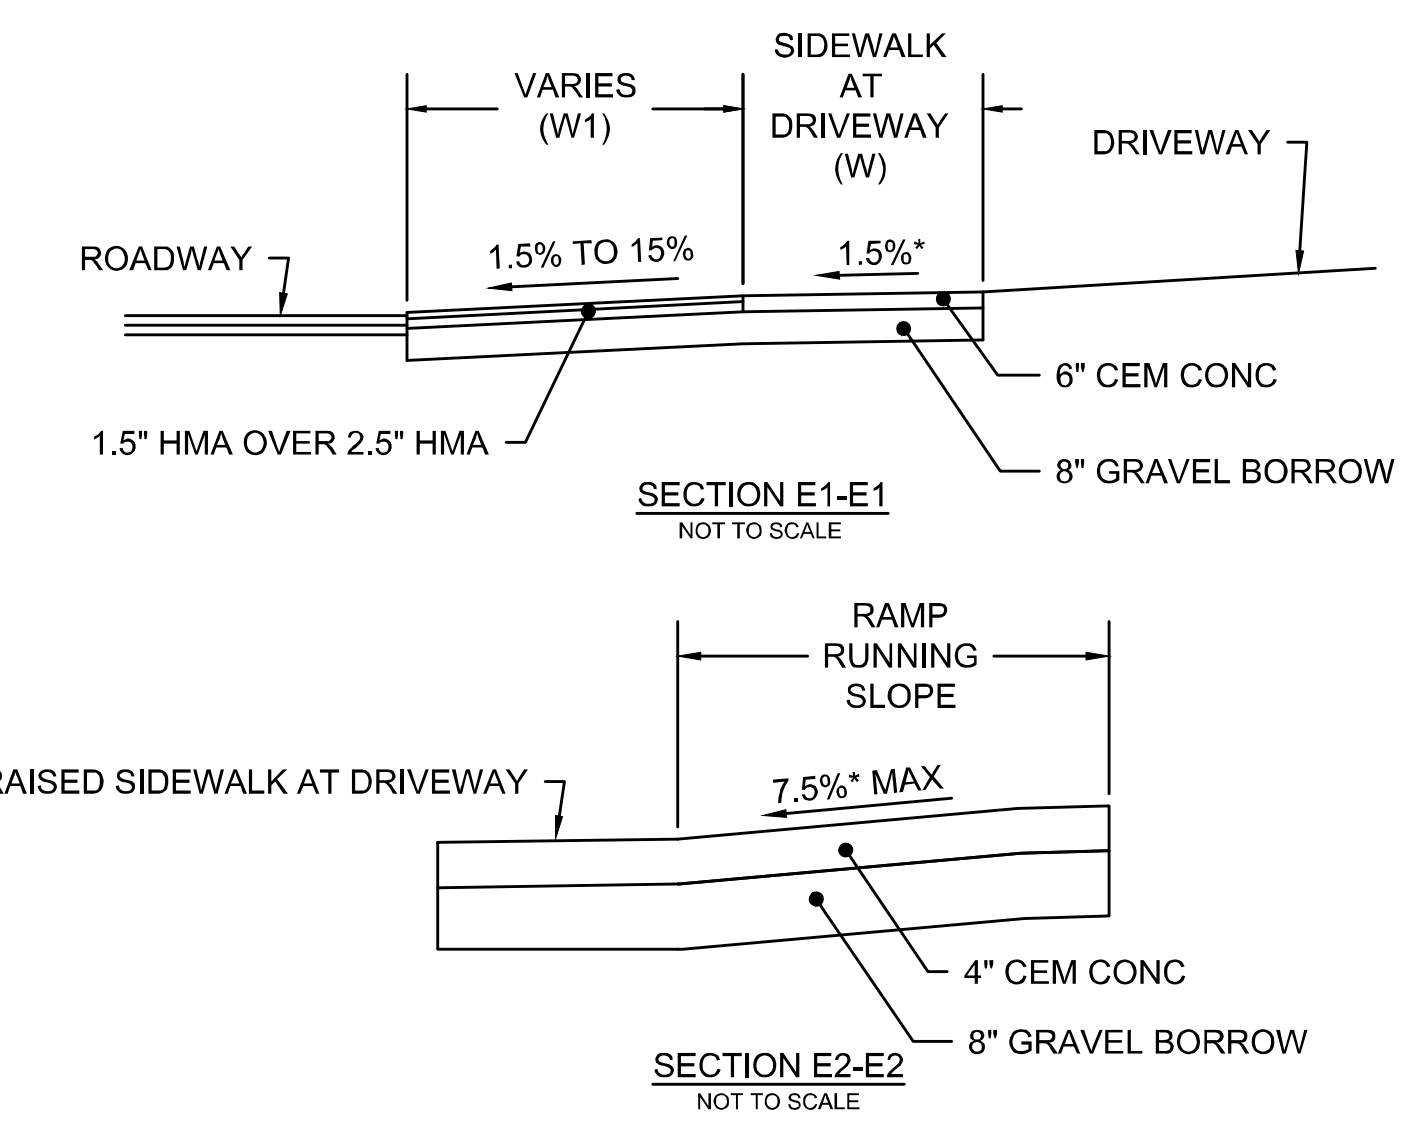 SIDEWALK
AT
DRIVEWAY
(W)
VARIES
(W1)
DRIVEWAY
ROADWAY
1.5% TO 15%
1.5%*
6" CEM CONC
1.5" HMA OVER 2.5" HMA
8" GRAVEL BORROW
SECTION E1-E1
NOT TO SCALE
RAMP
RUNNING
SLOPE
RAISED SIDEWALK AT DRIVEWAY
7.5%* MAX
4" CEM CONC
8" GRAVEL BORROW
SECTION E2-E2
NOT TO SCALE